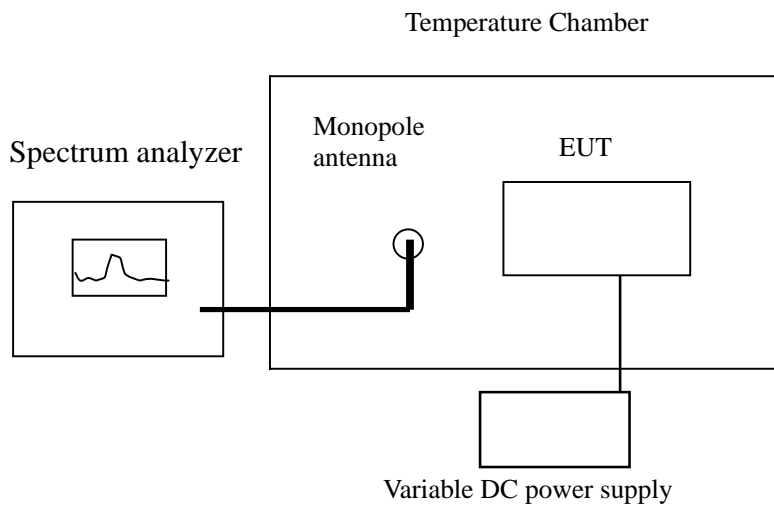 Temperature Chamber
Monopole
antenna
EUT
Spectrum analyzer
Variable DC power supply